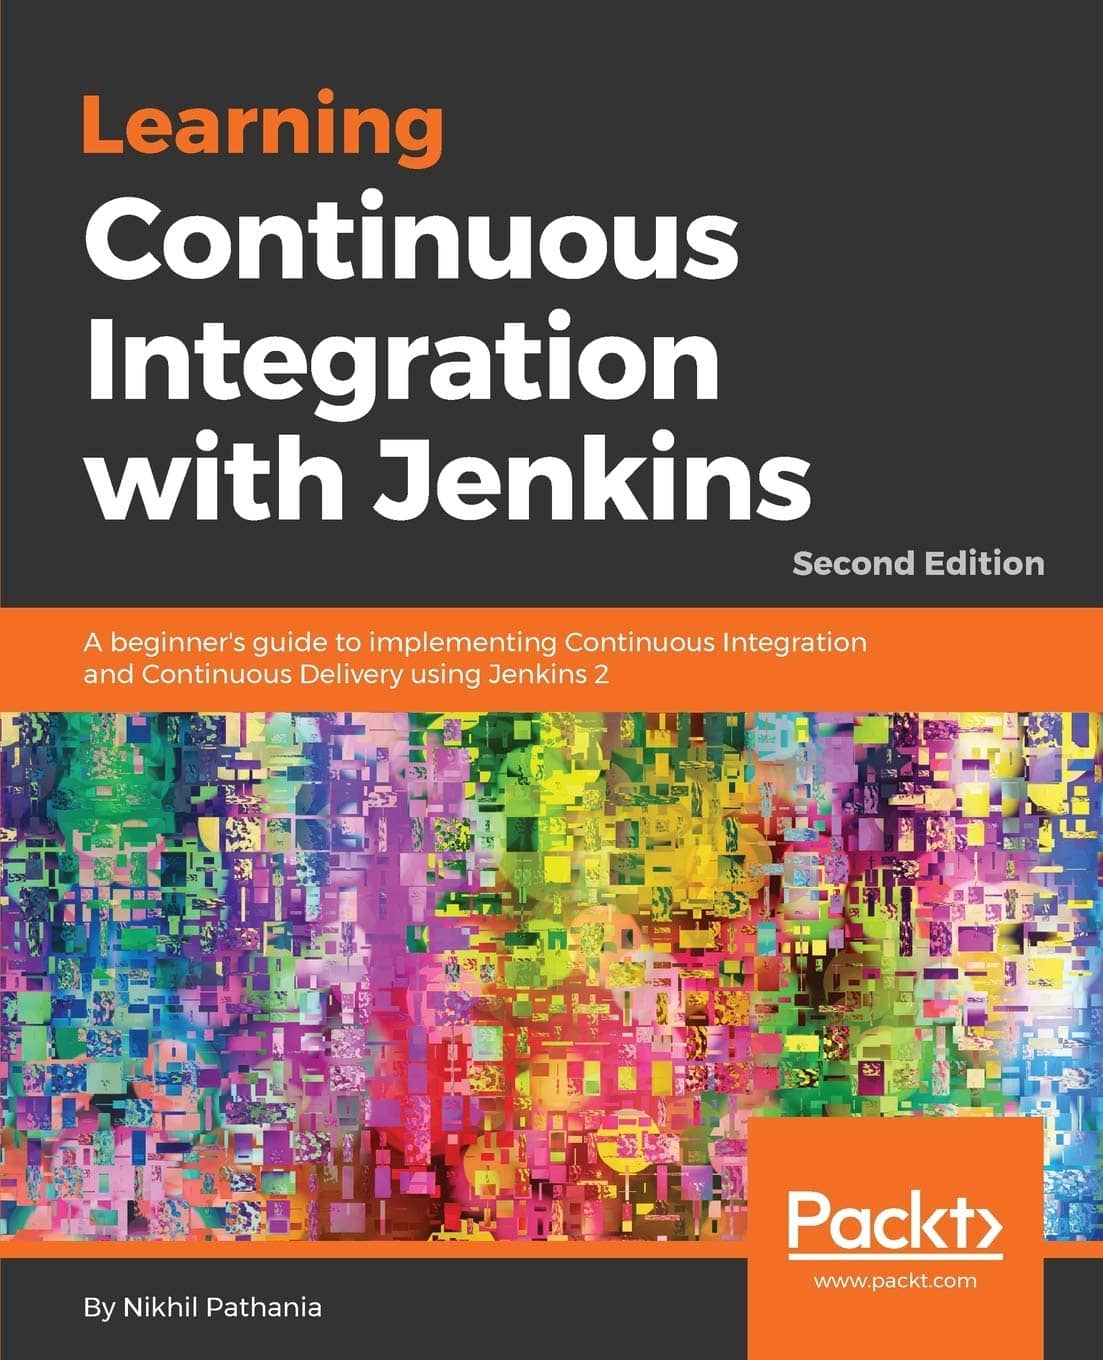 Learning
Continuous
Integration
with Jenkins
Second Edition
A beginner's guide to implementing Continuous Integration
and Continuous Delivery using Jenkins 2
Packt>
www.packt.com
By Nikhil Pathania